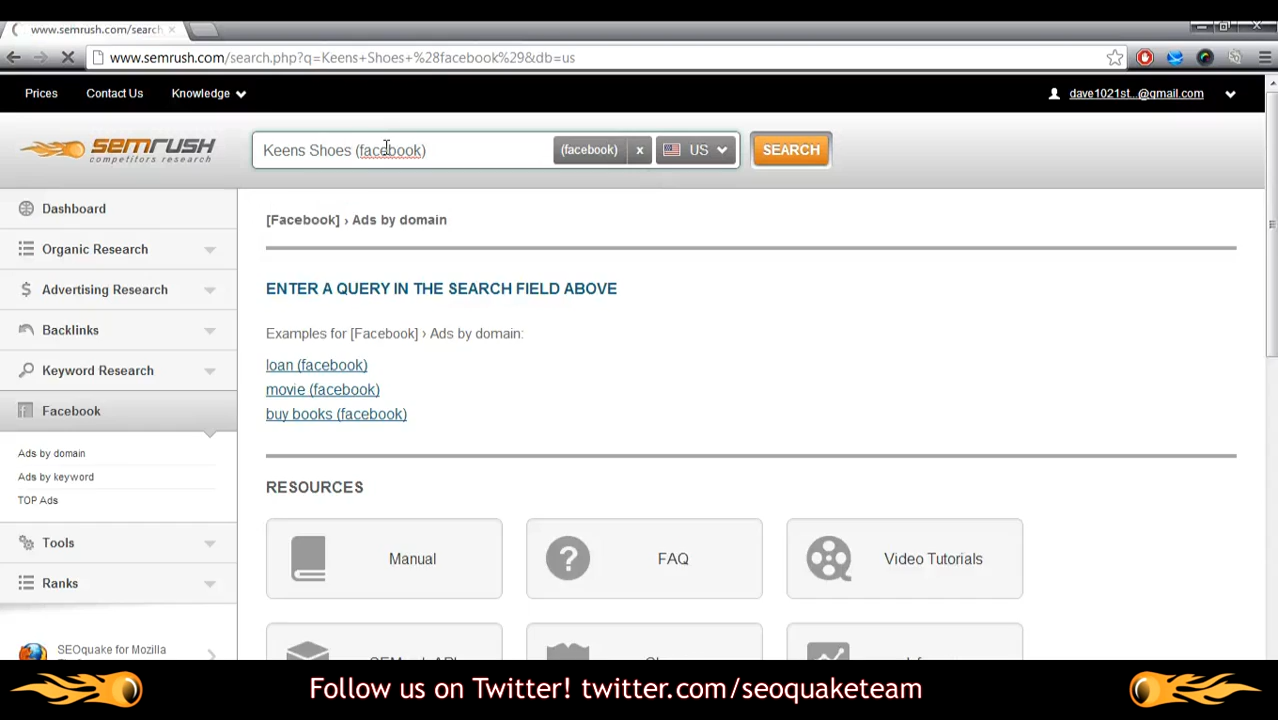 www.semrush.com/search
www.semrush.com/search.php?q=Keens+Shoes+%28facebook%29&db=us
Prices Contact Us Knowledge dave1021st...@gmail.com
semrush
competitors research
Keens Shoes (facebook) (facebook) x US SEARCH
Dashboard
Organic Research
Advertising Research
Backlinks
Keyword Research
Facebook
Ads by domain
Ads by keyword
TOP Ads
Tools
Ranks
SEOquake for Mozilla
[Facebook] › Ads by domain
ENTER A QUERY IN THE SEARCH FIELD ABOVE
Examples for [Facebook] › Ads by domain:
loan (facebook)
movie (facebook)
buy books (facebook)
RESOURCES
Manual FAQ Video Tutorials
Follow us on Twitter! twitter.com/seoquaketeam